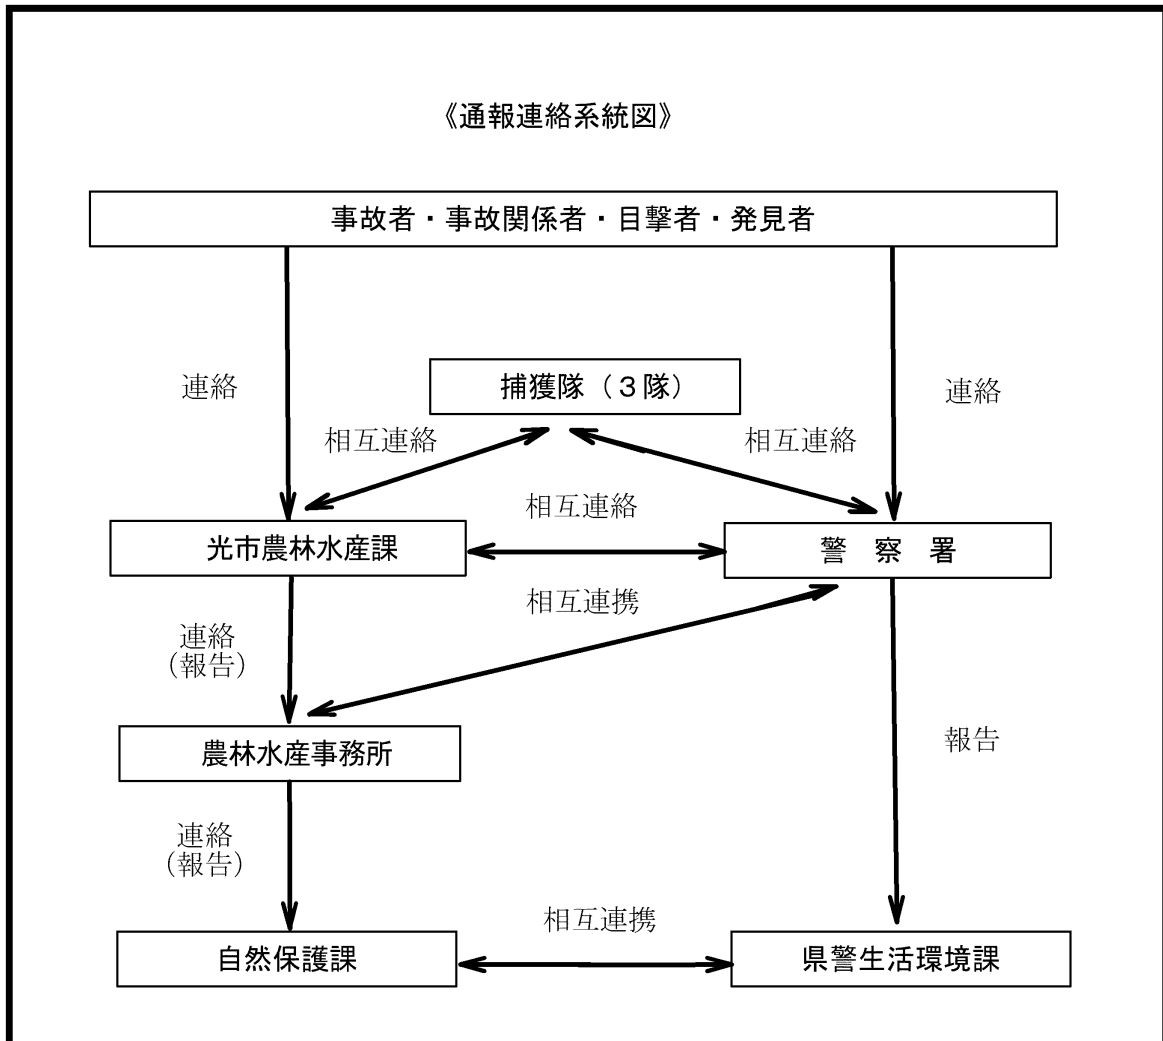 《通報連絡系統図》
事故者・事故関係者・目撃者・発見者
連絡
捕獲隊（３隊）
連絡
相互連絡
相互連絡
相互連絡
光市農林水産課
警　察　署
相互連携
連絡
（報告）
農林水産事務所
報告
連絡
（報告）
相互連携
自然保護課
県警生活環境課